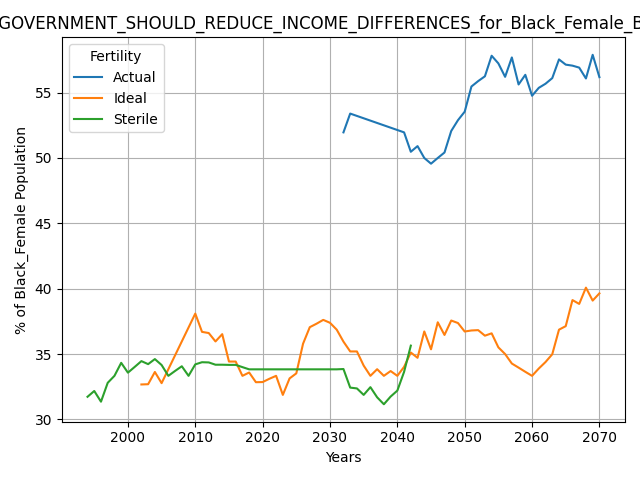 GOVERNMENT_SHOULD_REDUCE_INCOME_DIFFERENCES_for_Black_Female_B
Fertility
Actual
Ideal
Sterile
% of Black_Female Population
55
50
45
40
35
30
2000 2010 2020 2030 2040 2050 2060 2070
Years